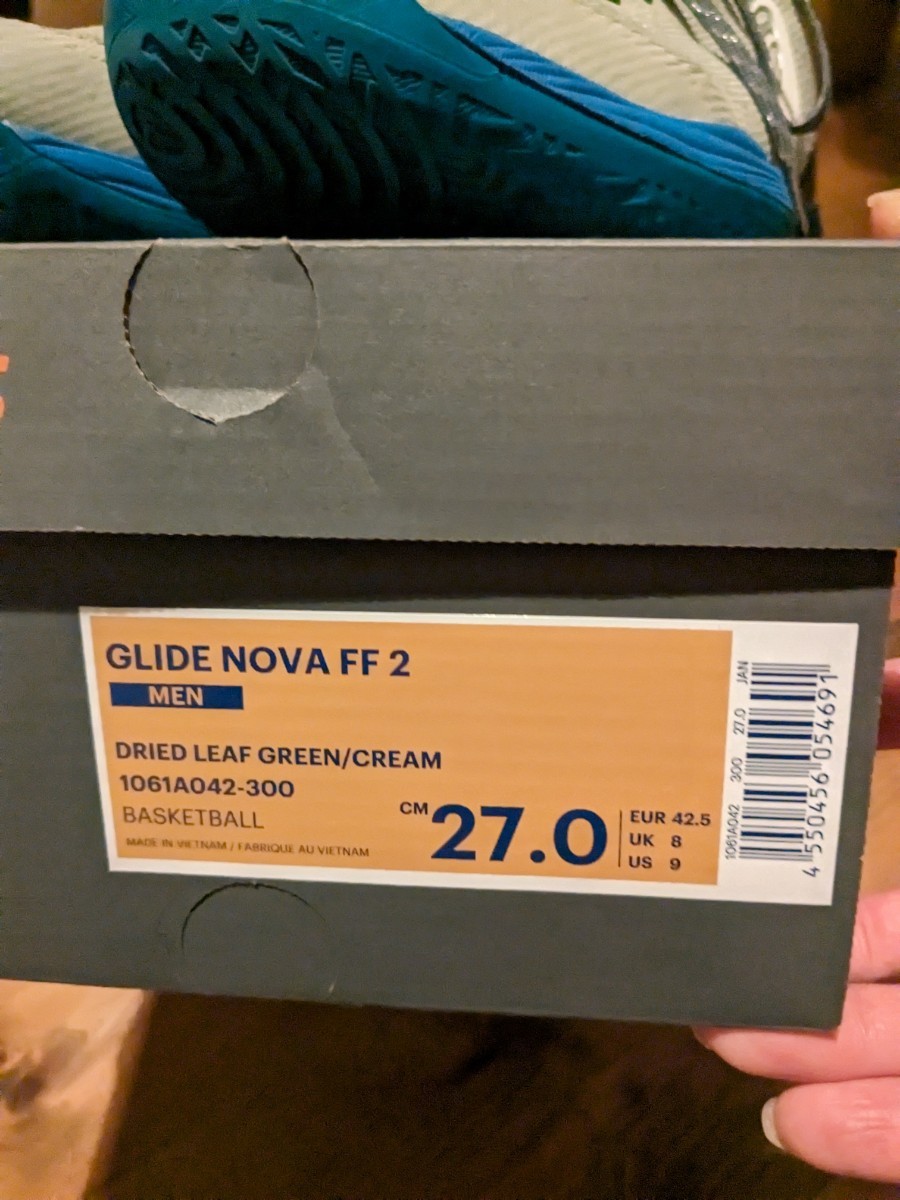 GLIDE NOVA FF 2
MEN
DRIED LEAF GREEN/CREAM
1061A042-300
BASKETBALL
MADE IN VIETNAM / FABRIQUE AU VIETNAM
CM 27.0
EUR 42.5
UK 8
US 9
1061A042 300 27.0 JAN
4 550456 054691